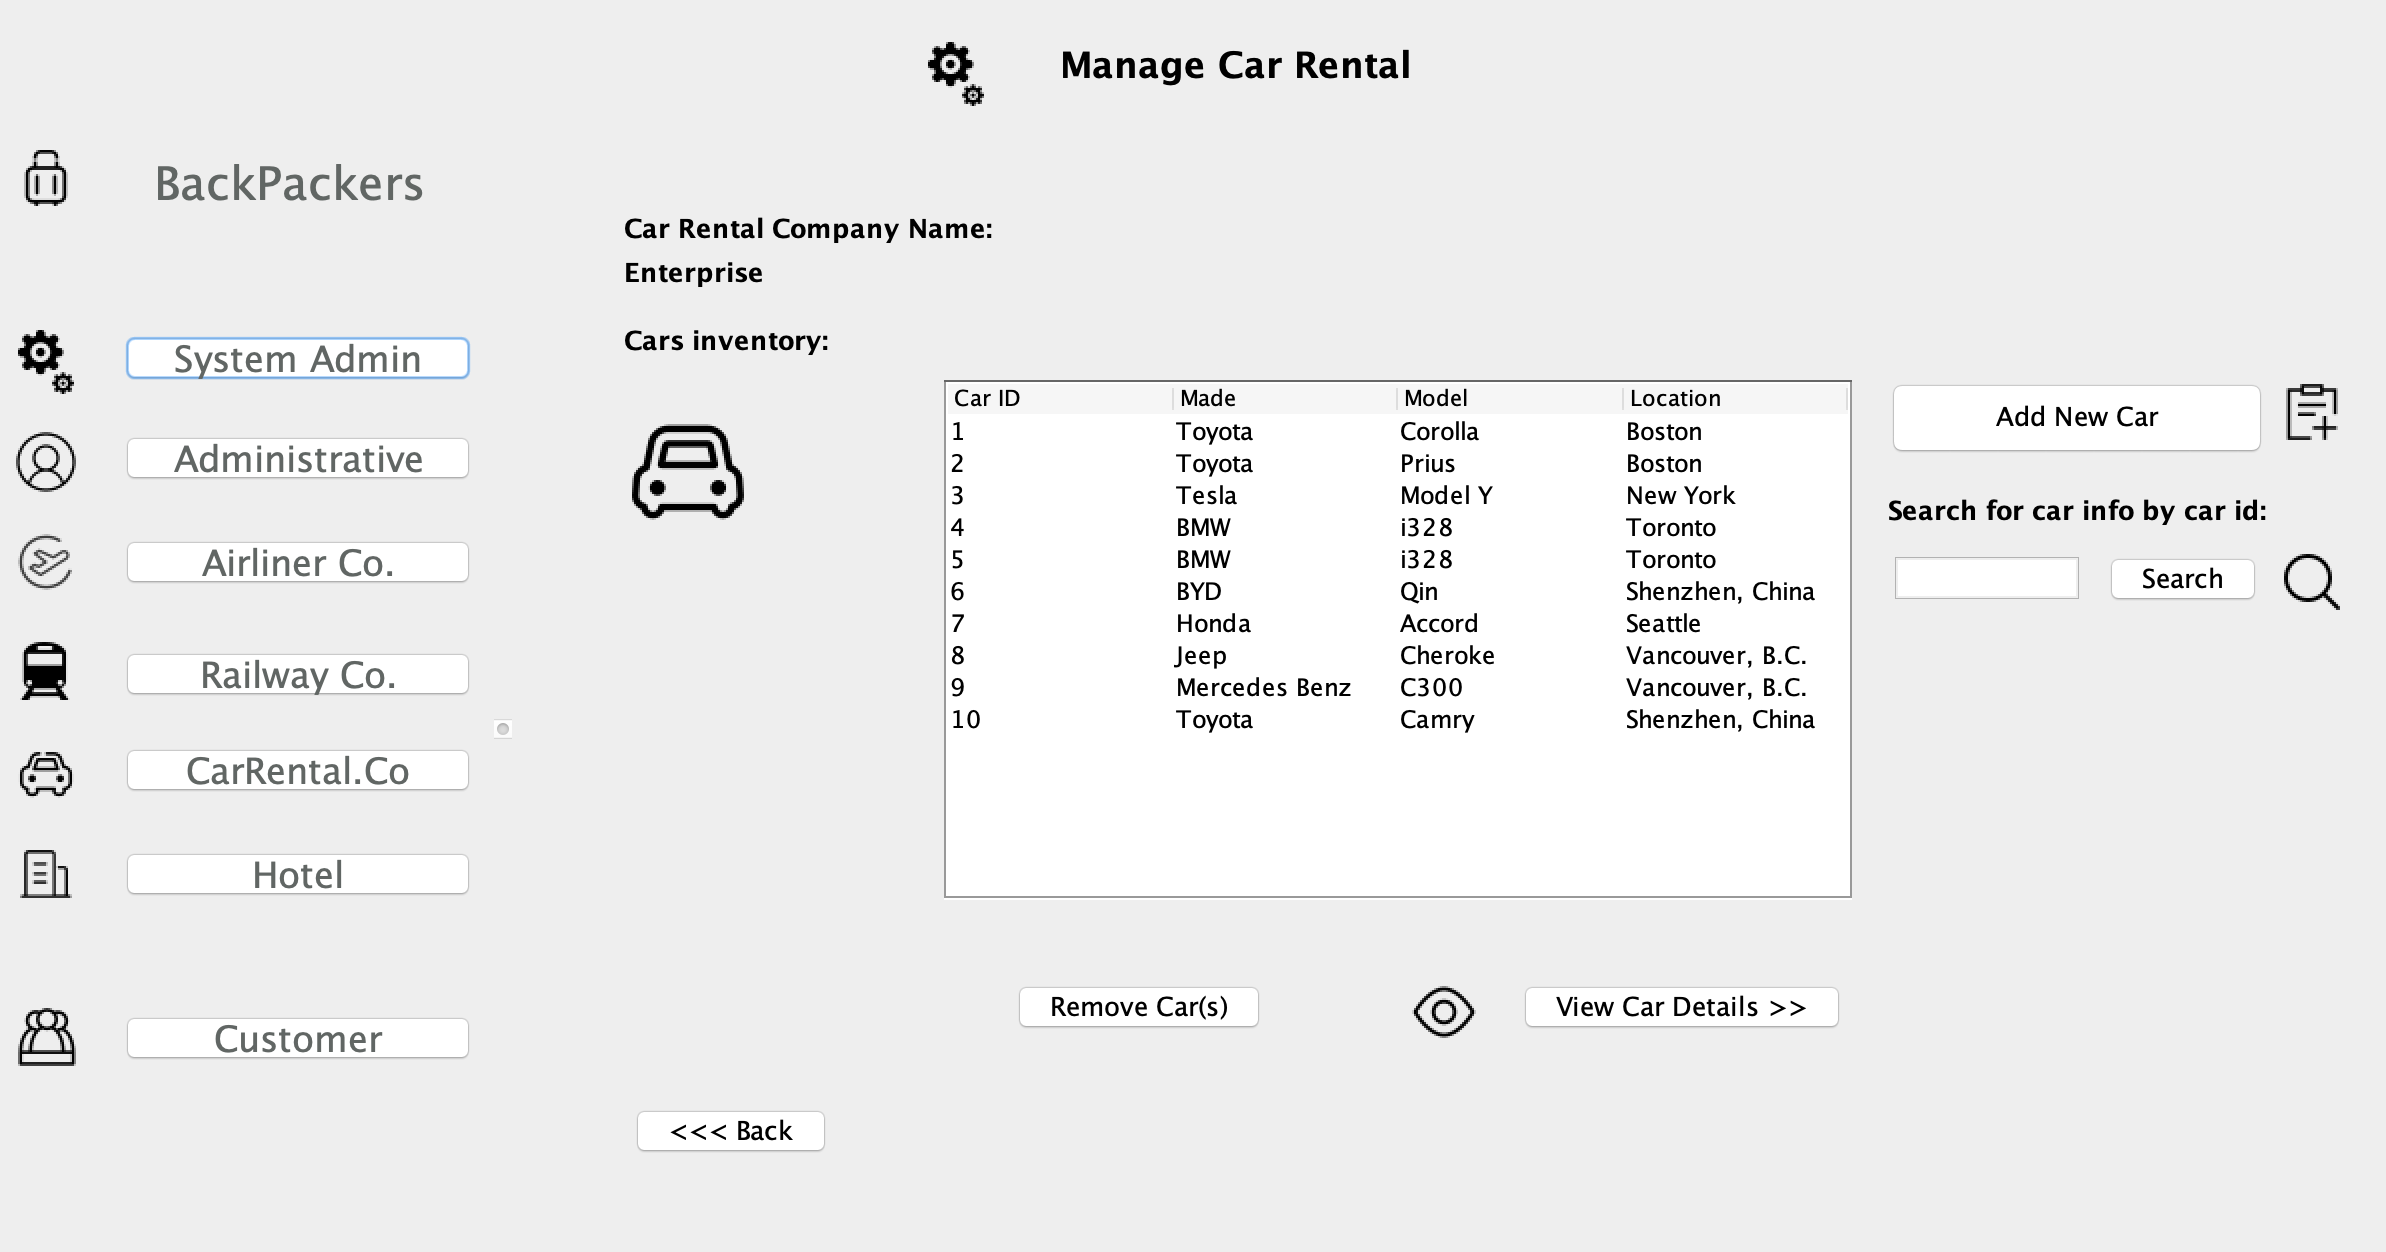 Manage Car Rental
BackPackers
System Admin
Administrative
Airliner Co.
Railway Co.
CarRental.Co
Hotel
Customer
Car Rental Company Name:
Enterprise
Cars inventory:
Car ID Made Model Location
1 Toyota Corolla Boston
2 Toyota Prius Boston
3 Tesla Model Y New York
4 BMW i328 Toronto
5 BMW i328 Toronto
6 BYD Qin Shenzhen, China
7 Honda Accord Seattle
8 Jeep Cheroke Vancouver, B.C.
9 Mercedes Benz C300 Vancouver, B.C.
10 Toyota Camry Shenzhen, China
Add New Car
Search for car info by car id:
Search
Remove Car(s)
View Car Details >>
<<< Back